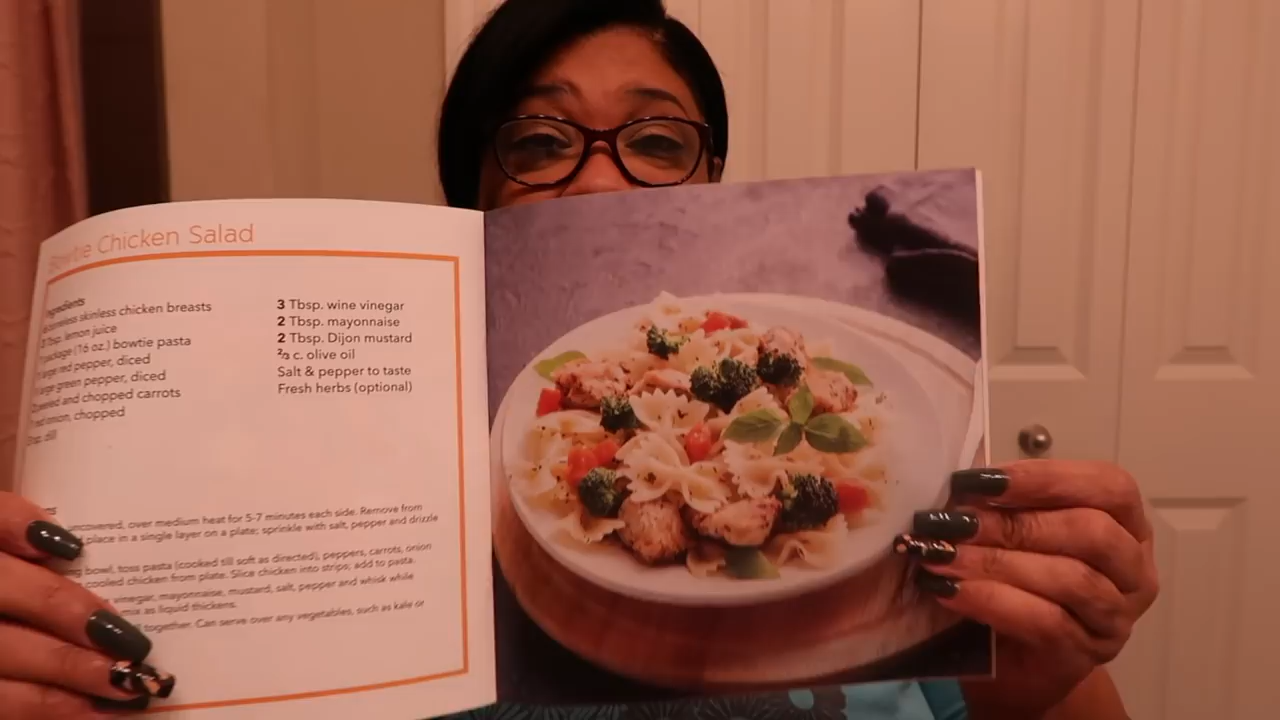 Bowtie Chicken Salad
Ingredients
boneless skinless chicken breasts
Tbsp. lemon juice
package (16 oz.) bowtie pasta
large red pepper, diced
large green pepper, diced
peeled and chopped carrots
red onion, chopped
dill
3 Tbsp. wine vinegar
2 Tbsp. mayonnaise
2 Tbsp. Dijon mustard
⅔ c. olive oil
Salt & pepper to taste
Fresh herbs (optional)
uncovered, over medium heat for 5-7 minutes each side. Remove from
place in a single layer on a plate; sprinkle with salt, pepper and drizzle
bowl, toss pasta (cooked till soft as directed), peppers, carrots, onion
cooled chicken from plate. Slice chicken into strips; add to pasta.
vinegar, mayonnaise, mustard, salt, pepper and whisk while
mix as liquid thickens.
together. Can serve over any vegetables, such as kale or